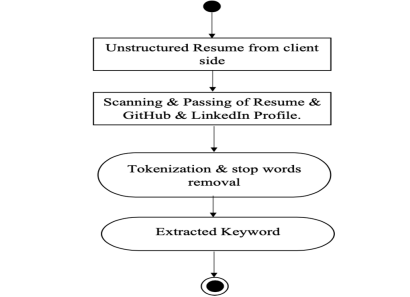 Unstructured Resume from client
side
Scanning & Passing of Resume &
GitHub & LinkedIn Profile.
Tokenization & stop words
removal
Extracted Keyword